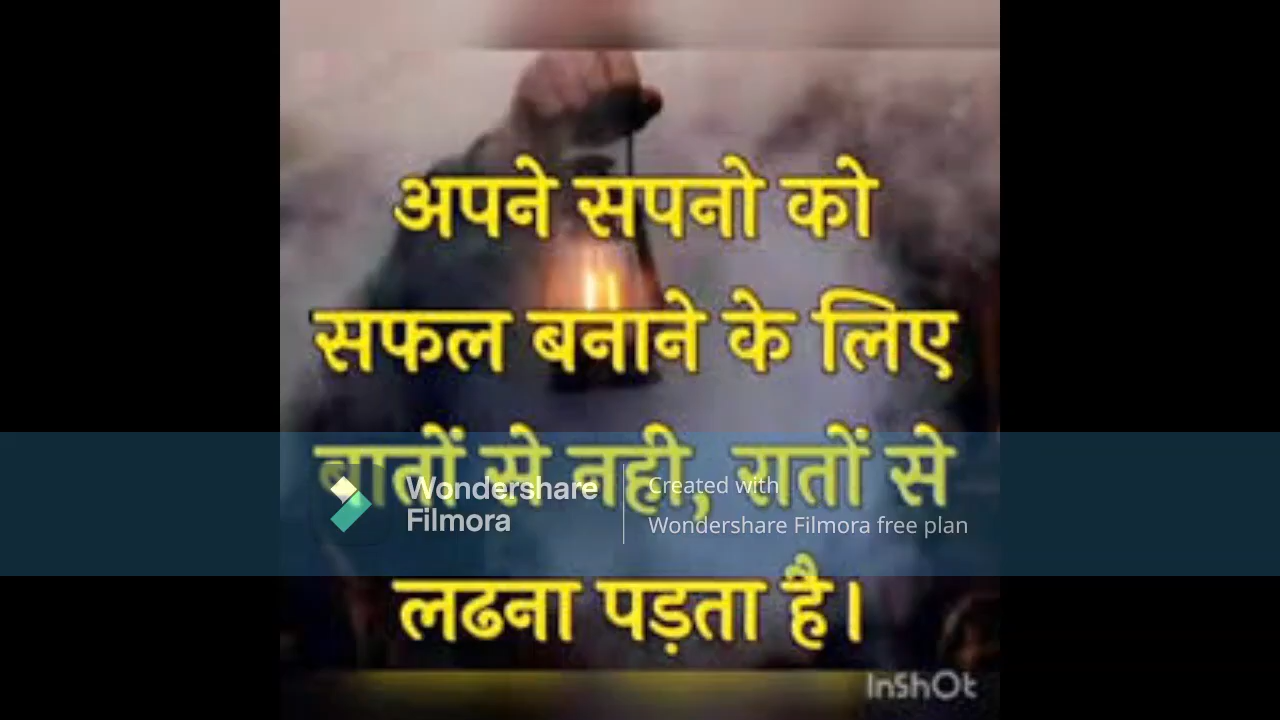 अपने सपनो को
सफल बनाने के लिए
बातों से नही, रातों से
Wondershare
Filmora
Created with
Wondershare Filmora free plan
लढना पड़ता है।
InShOt